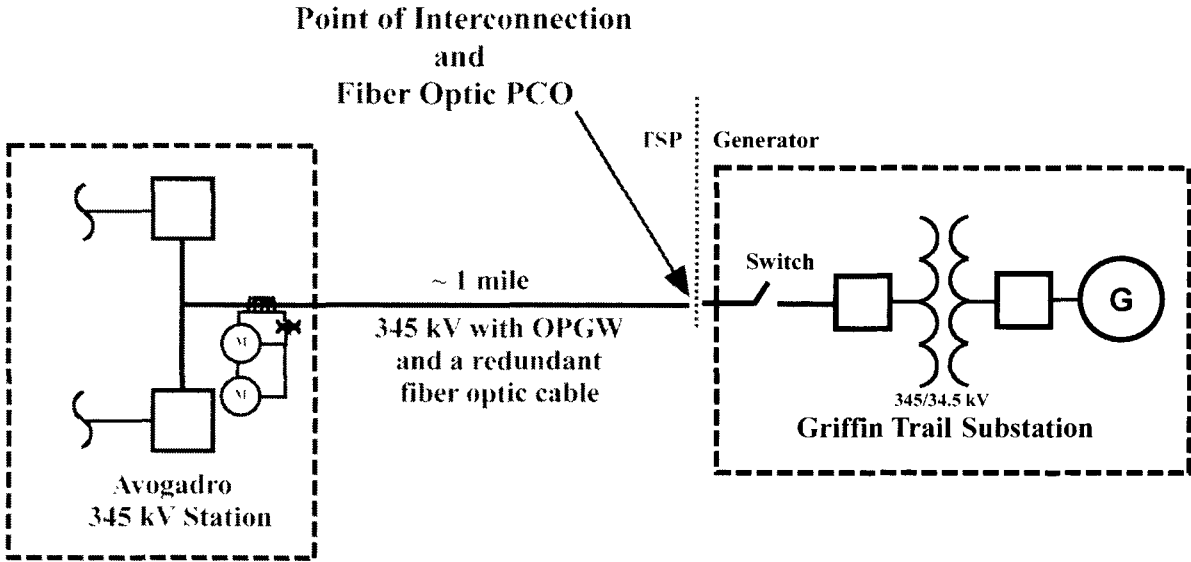 Point of Interconnection
and
Fiber Optic PCO
TSP
Generator
Switch
~ 1 mile
345 kV with OPGW
and a redundant
fiber optic cable
M
M
G
345/34.5 kV
Griffin Trail Substation
Avogadro
345 kV Station